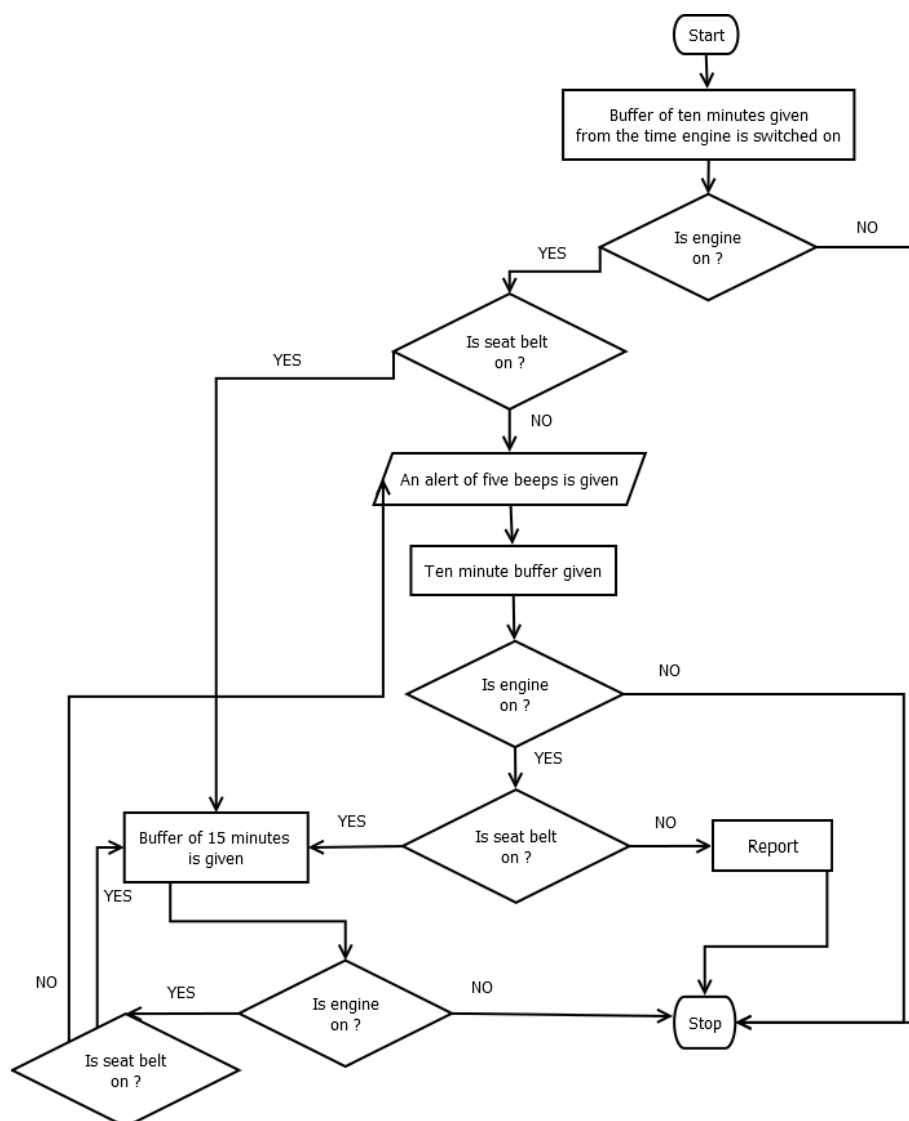 Start
Buffer of ten minutes given
from the time engine is switched on
NO
Is engine
on ?
YES
Is seat belt
on ?
YES
NO
An alert of five beeps is given
Ten minute buffer given
NO
Is engine
on ?
YES
Buffer of 15 minutes
is given
YES
Is seat belt
on ?
NO
Report
YES
NO
YES
Is engine
on ?
NO
Stop
Is seat belt
on ?